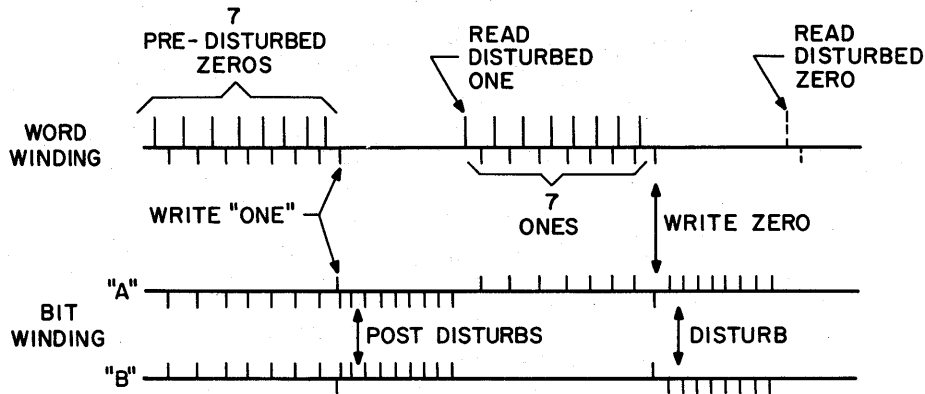 7
PRE-DISTURBED
ZEROS
READ
DISTURBED
ONE
READ
DISTURBED
ZERO
WORD
WINDING
7
ONES
WRITE "ONE"
WRITE ZERO
"A"
BIT
WINDING
POST DISTURBS
DISTURB
"B"